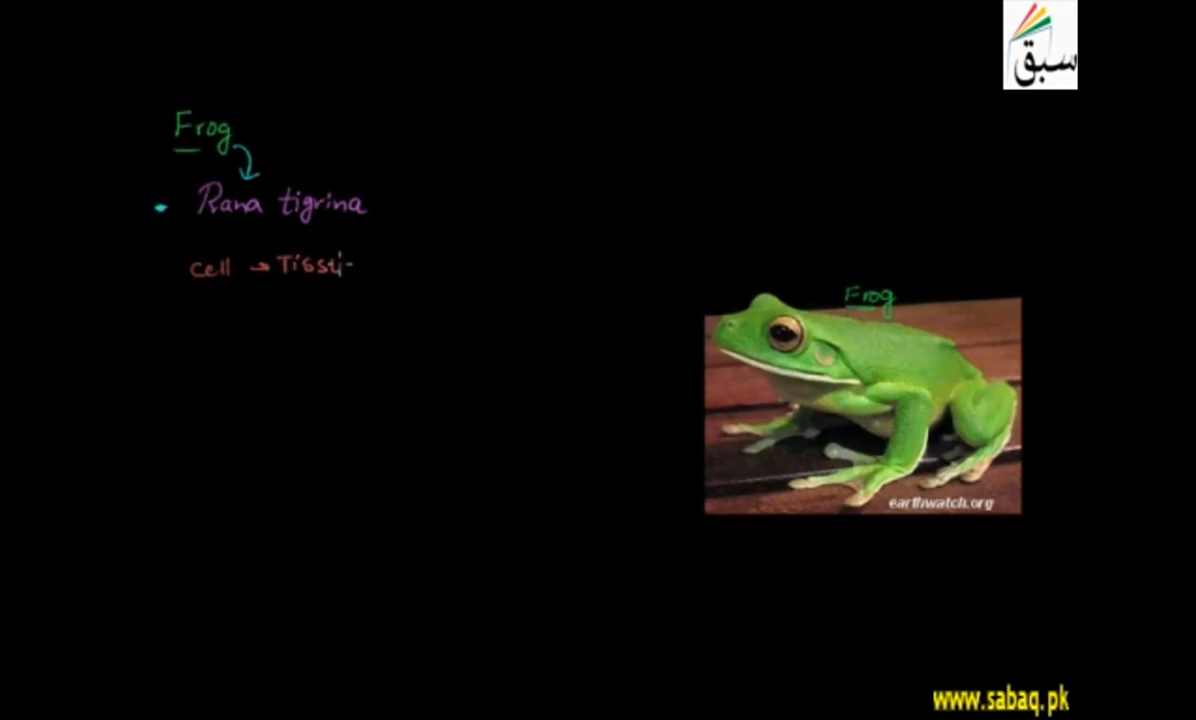 سبق
Frog
Rana tigrina
cell → Tissu
Frog
earthwatch.org
www.sabaq.pk